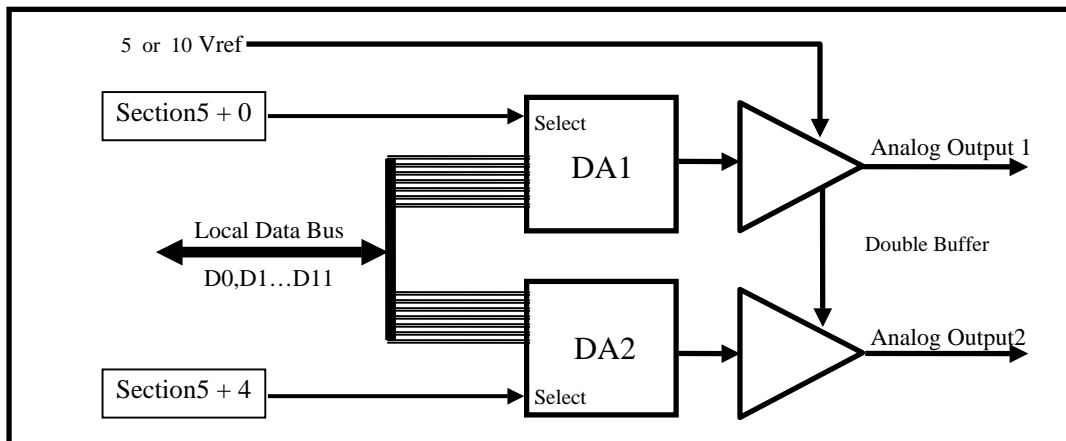 5 or 10 Vref
Section5 + 0
Select
DA1
Analog Output 1
Local Data Bus
D0,D1…D11
Double Buffer
DA2
Analog Output2
Section5 + 4
Select